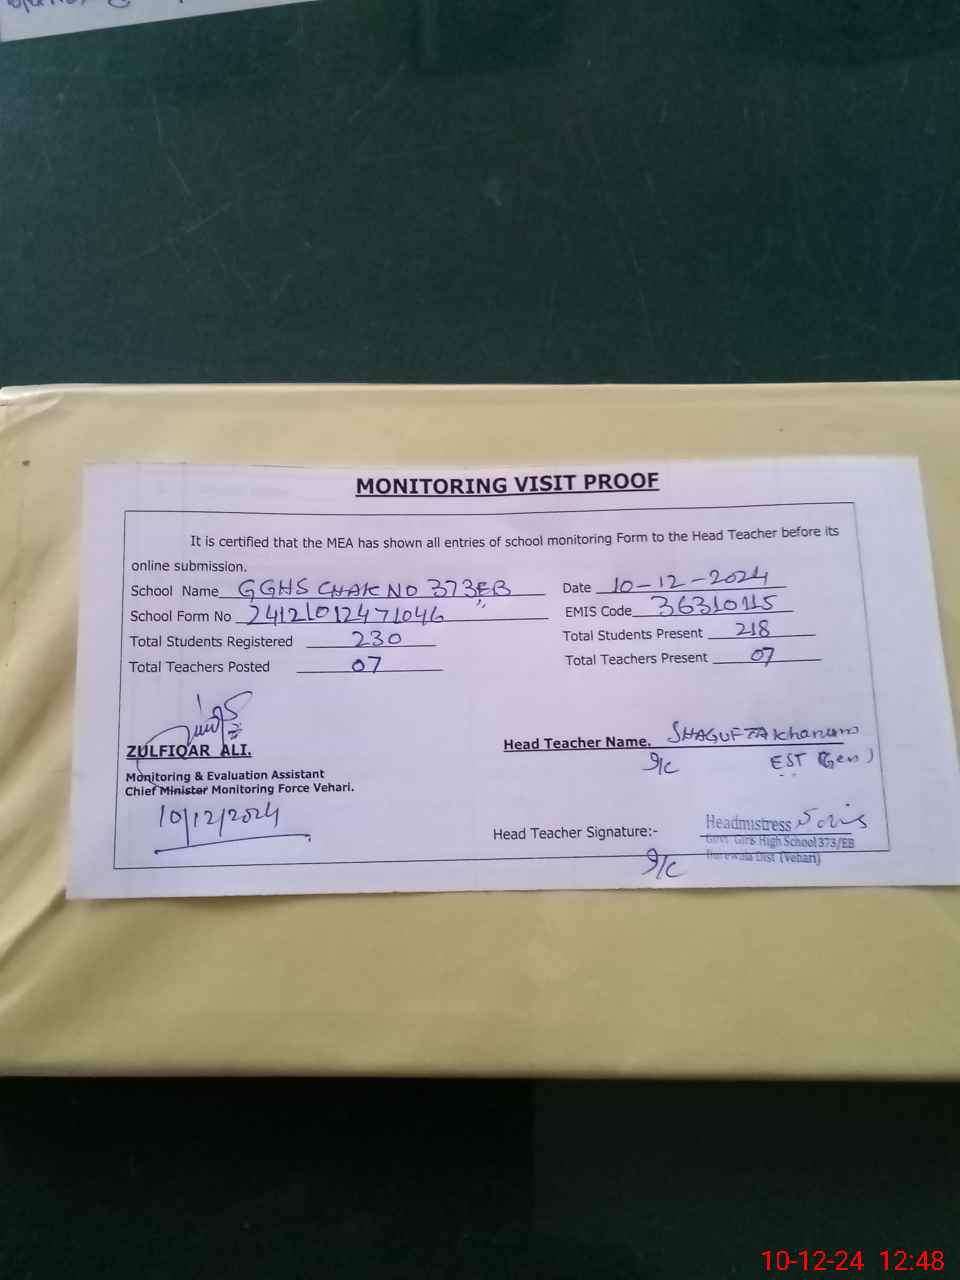 MONITORING VISIT PROOF
It is certified that the MEA has shown all entries of school monitoring Form to the Head Teacher before its
online submission.
School Name GGHS CHAK NO 373EB Date 10-12-2024
School Form No 24121012471046 EMIS Code 36310115
Total Students Registered 230 Total Students Present 218
Total Teachers Posted 07 Total Teachers Present 07
ZULFIQAR ALI.
Head Teacher Name. SHAGUFTA Khanum
I/C EST (Gen)
Monitoring & Evaluation Assistant
Chief Minister Monitoring Force Vehari.
10/12/2024
Head Teacher Signature:- Headmistress
Govt. Girls High School 373/EB
I/C Burewala Dist (Vehari)
10-12-24 12:48